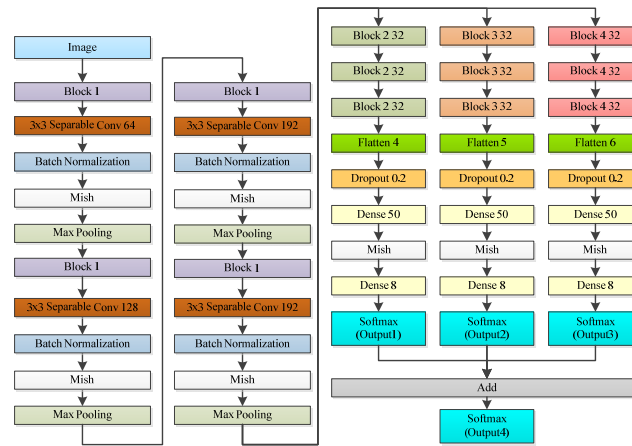 Image
Block 1
3x3 Separable Conv 64
Batch Normalization
Mish
Max Pooling
Block 1
3x3 Separable Conv 128
Batch Normalization
Mish
Max Pooling
Block 1
3x3 Separable Conv 192
Batch Normalization
Mish
Max Pooling
Block 1
3x3 Separable Conv 192
Batch Normalization
Mish
Max Pooling
Block 2 32
Block 2 32
Block 2 32
Flatten 4
Dropout 0.2
Dense 50
Mish
Dense 8
Softmax
(Output1)
Block 3 32
Block 3 32
Block 3 32
Flatten 5
Dropout 0.2
Dense 50
Mish
Dense 8
Softmax
(Output2)
Block 4 32
Block 4 32
Block 4 32
Flatten 6
Dropout 0.2
Dense 50
Mish
Dense 8
Softmax
(Output3)
Add
Softmax
(Output4)